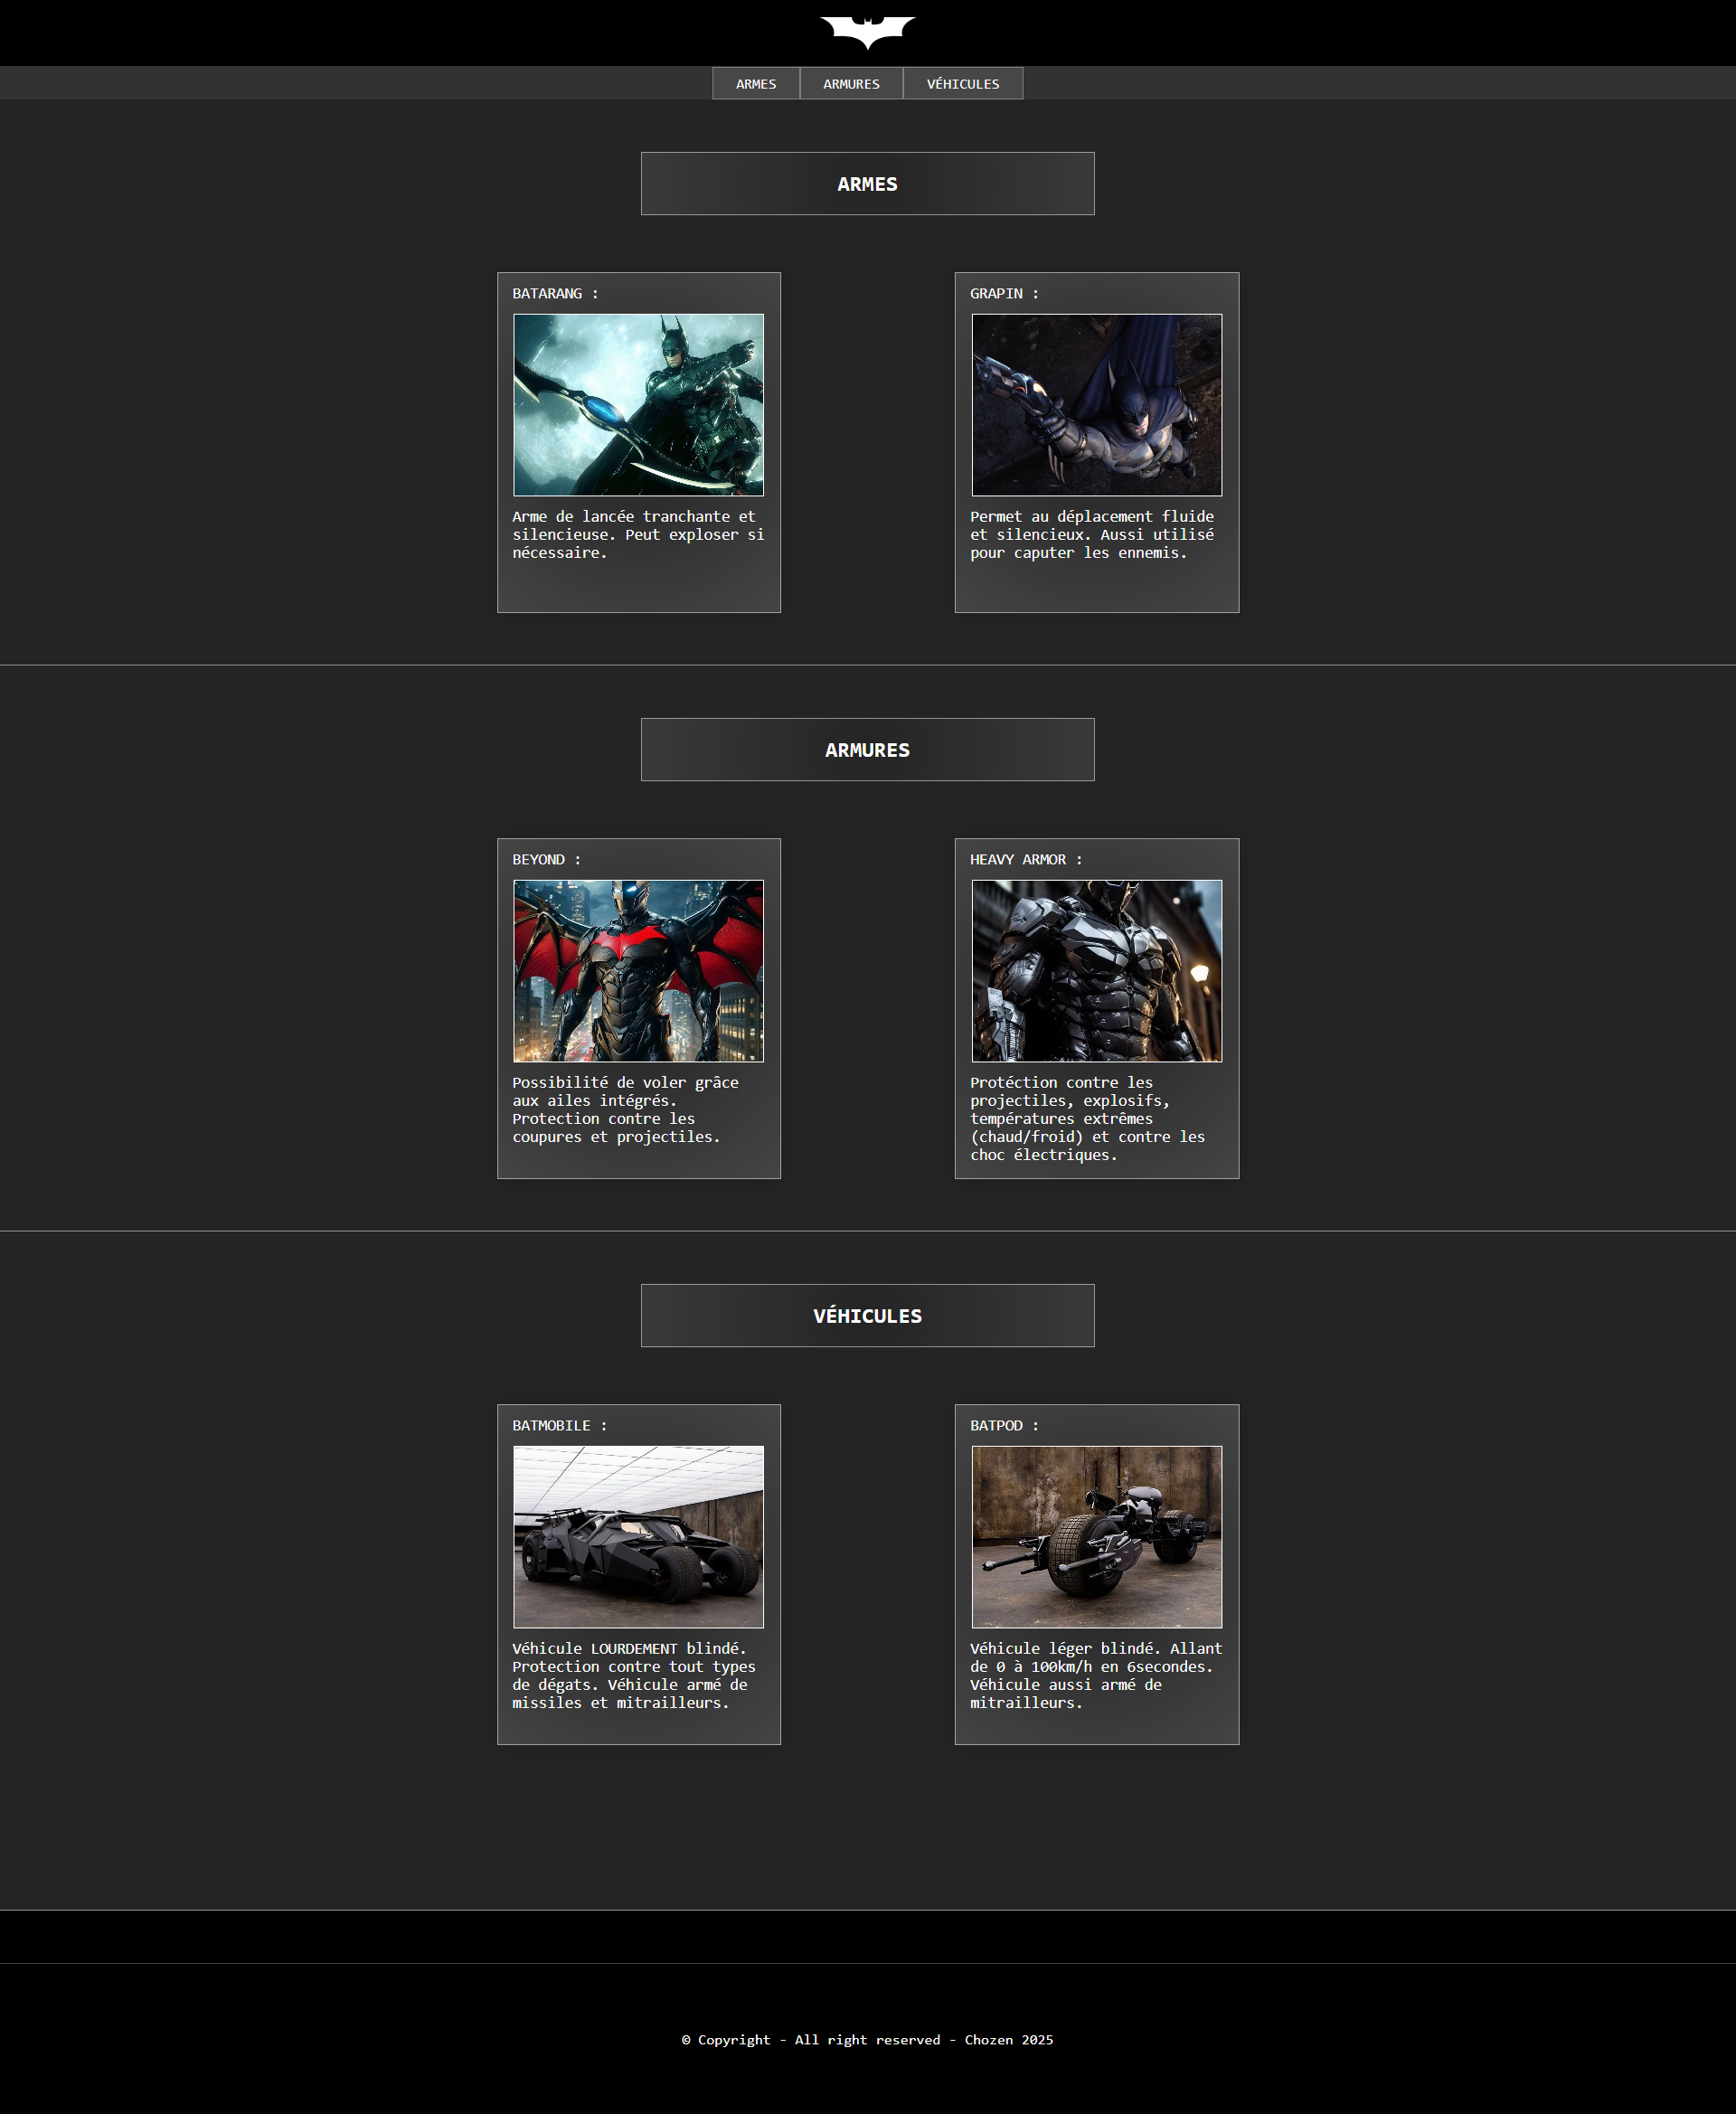 ARMES
ARMURES
VÉHICULES
ARMES
BATARANG :
Arme de lancée tranchante et
silencieuse. Peut exploser si
nécessaire.
GRAPIN :
Permet au déplacement fluide
et silencieux. Aussi utilisé
pour caputer les ennemis.
ARMURES
BEYOND :
Possibilité de voler grâce
aux ailes intégrés.
Protection contre les
coupures et projectiles.
HEAVY ARMOR :
Protéction contre les
projectiles, explosifs,
températures extrêmes
(chaud/froid) et contre les
choc électriques.
VÉHICULES
BATMOBILE :
Véhicule LOURDEMENT blindé.
Protection contre tout types
de dégats. Véhicule armé de
missiles et mitrailleurs.
BATPOD :
Véhicule léger blindé. Allant
de 0 à 100km/h en 6secondes.
Véhicule aussi armé de
mitrailleurs.
© Copyright - All right reserved - Chozen 2025